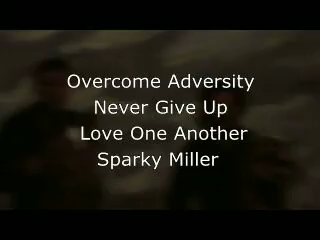 Overcome Adversity
Never Give Up
Love One Another
Sparky Miller